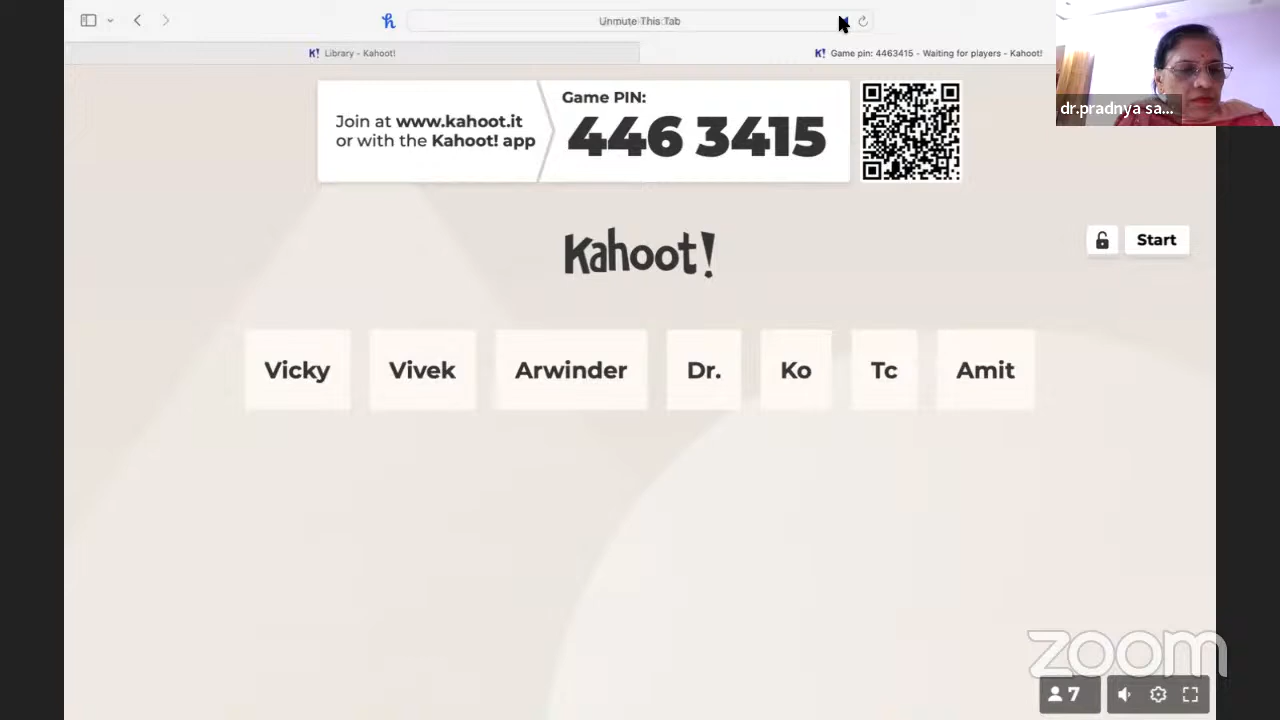 Unmute This Tab
Library - Kahoot!
Game pin: 4463415 - Waiting for players - Kahoot!
dr.pradnya sa...
Join at www.kahoot.it
or with the Kahoot! app
Game PIN:
446 3415
Kahoot!
Start
Vicky
Vivek
Arwinder
Dr.
Ko
Tc
Amit
zoom
7